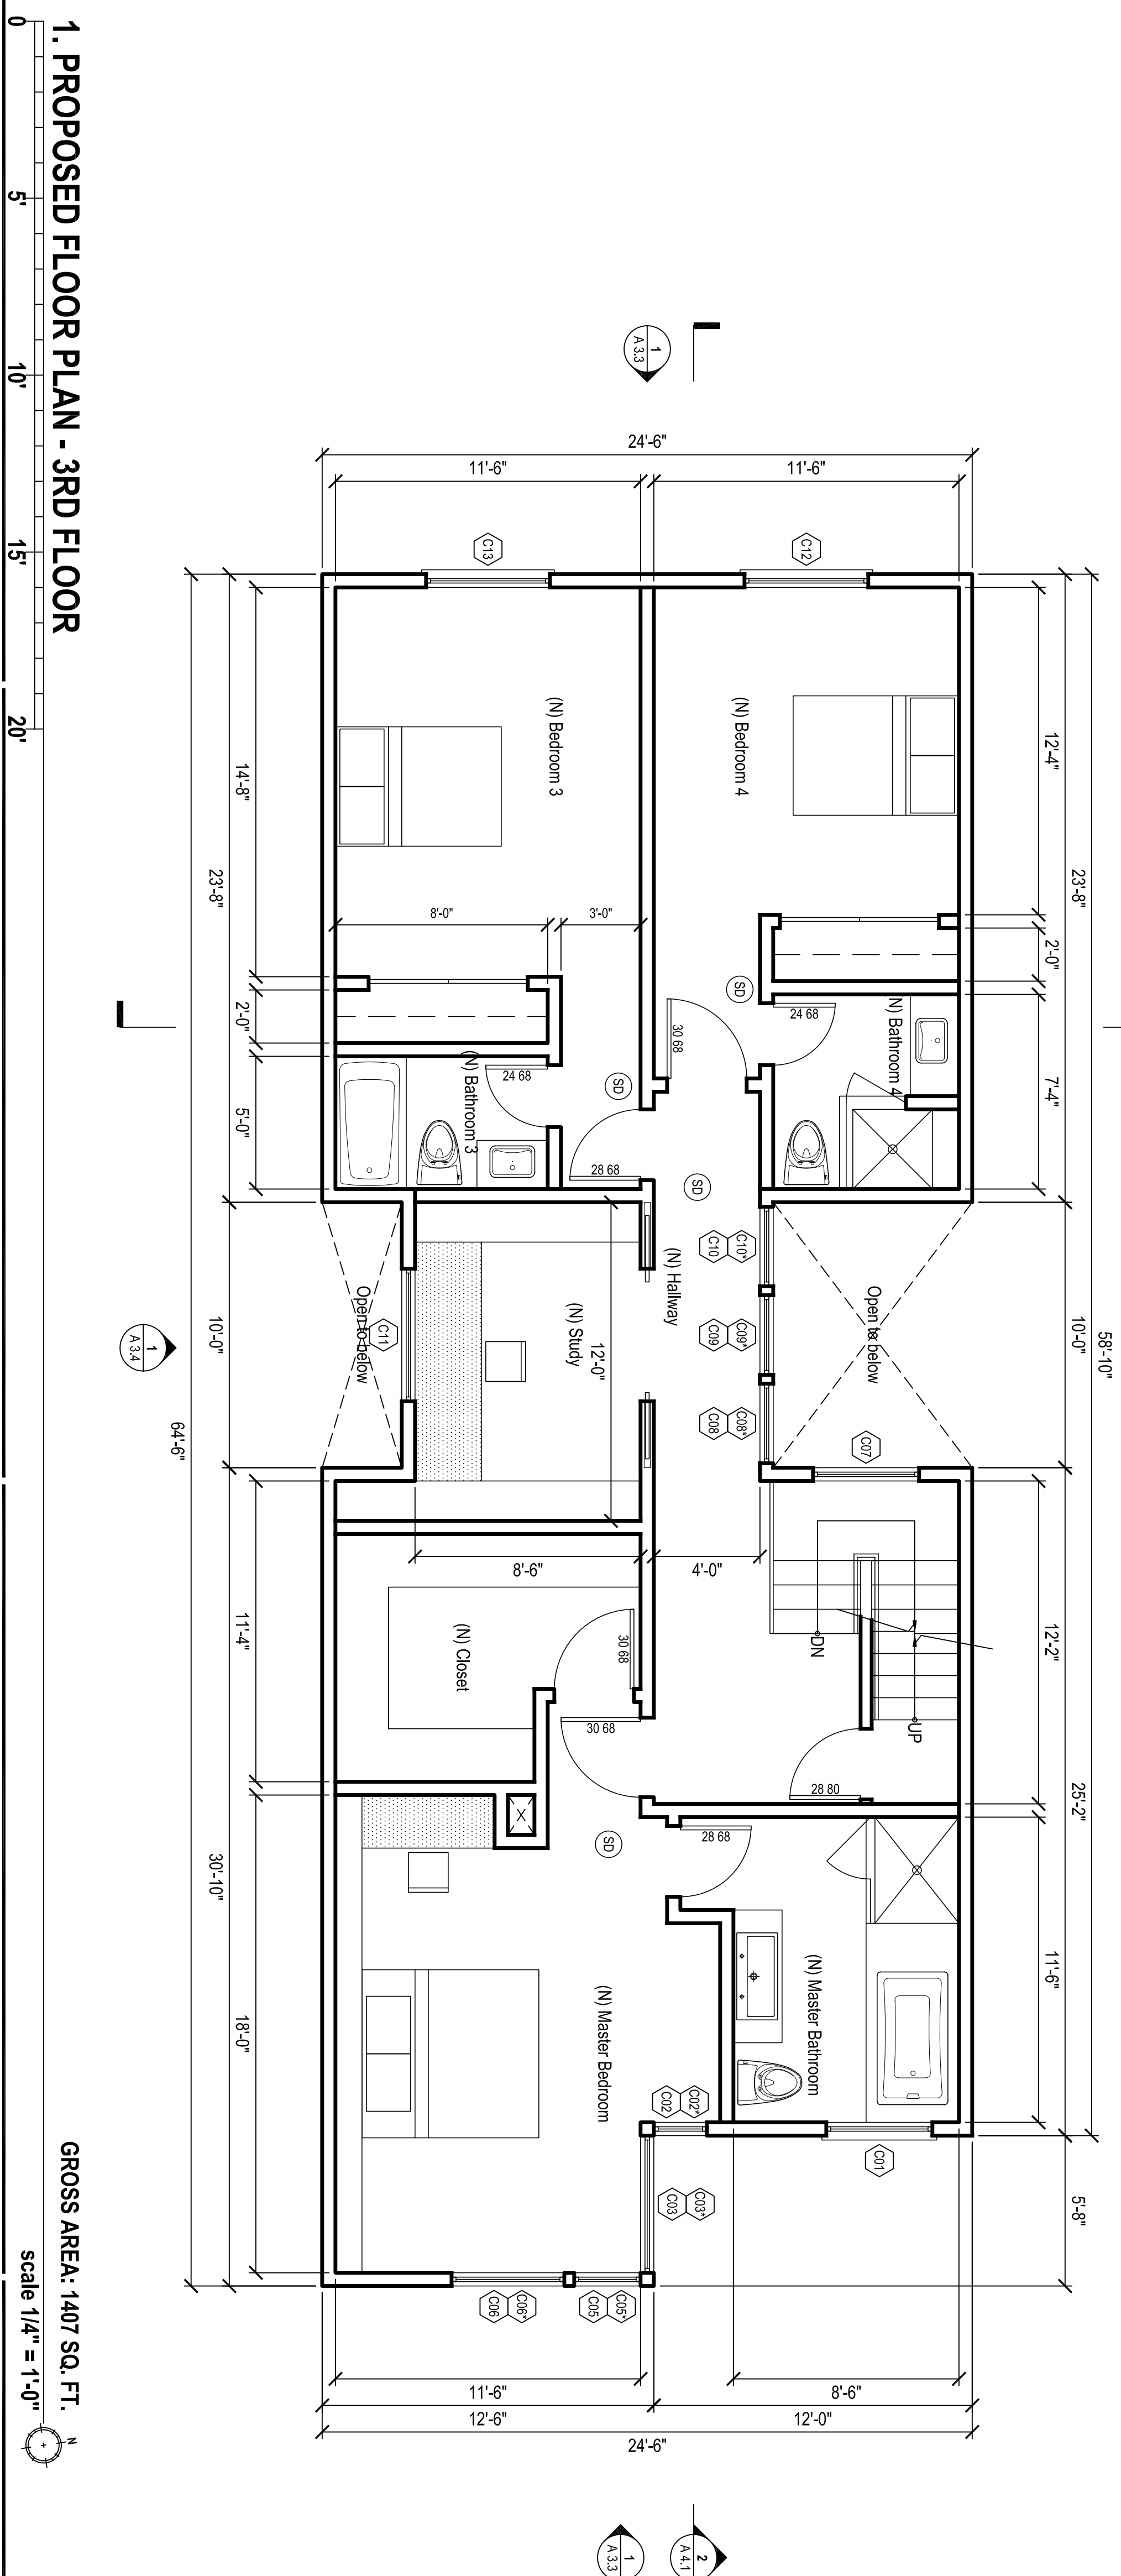 24'-6"
11'-6"
11'-6"
C13
C12
1
A 3.3
58'-10"
23'-8"
10'-0"
25'-2"
5'-8"
12'-4"
2'-0"
7'-4"
12'-2"
11'-6"
(N) Bedroom 4
24 68
N) Bathroom 4
SD
30 68
(N) Bedroom 3
8'-0"
3'-0"
24 68
(N) Bathroom 3
SD
28 68
SD
(N) Hallway
C10*
C10
C09*
C09
C08*
C08
Open to below
C07
DN
UP
28 80
4'-0"
(N) Study
12'-0"
8'-6"
C11
Open to below
(N) Closet
30 68
30 68
28 68
SD
(N) Master Bathroom
(N) Master Bedroom
C02*
C02
C01
C03*
C03
C05*
C05
C06*
C06
14'-8"
2'-0"
5'-0"
11'-4"
18'-0"
23'-8"
10'-0"
30'-10"
64'-6"
1
A 3.4
11'-6"
8'-6"
12'-6"
12'-0"
24'-6"
1
A 3.3
2
A 4.1
1. PROPOSED FLOOR PLAN - 3RD FLOOR
GROSS AREA: 1407 SQ. FT.
0 5' 10' 15' 20'
scale 1/4" = 1'-0"
N